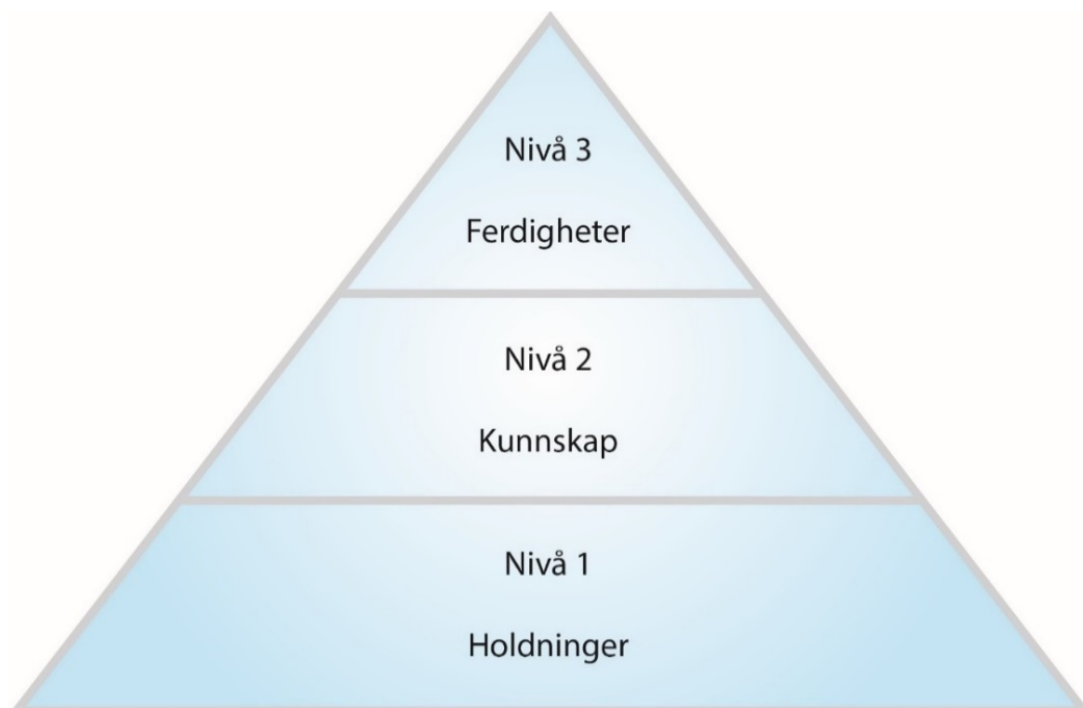 Nivå 3
Ferdigheter
Nivå 2
Kunnskap
Nivå 1
Holdninger